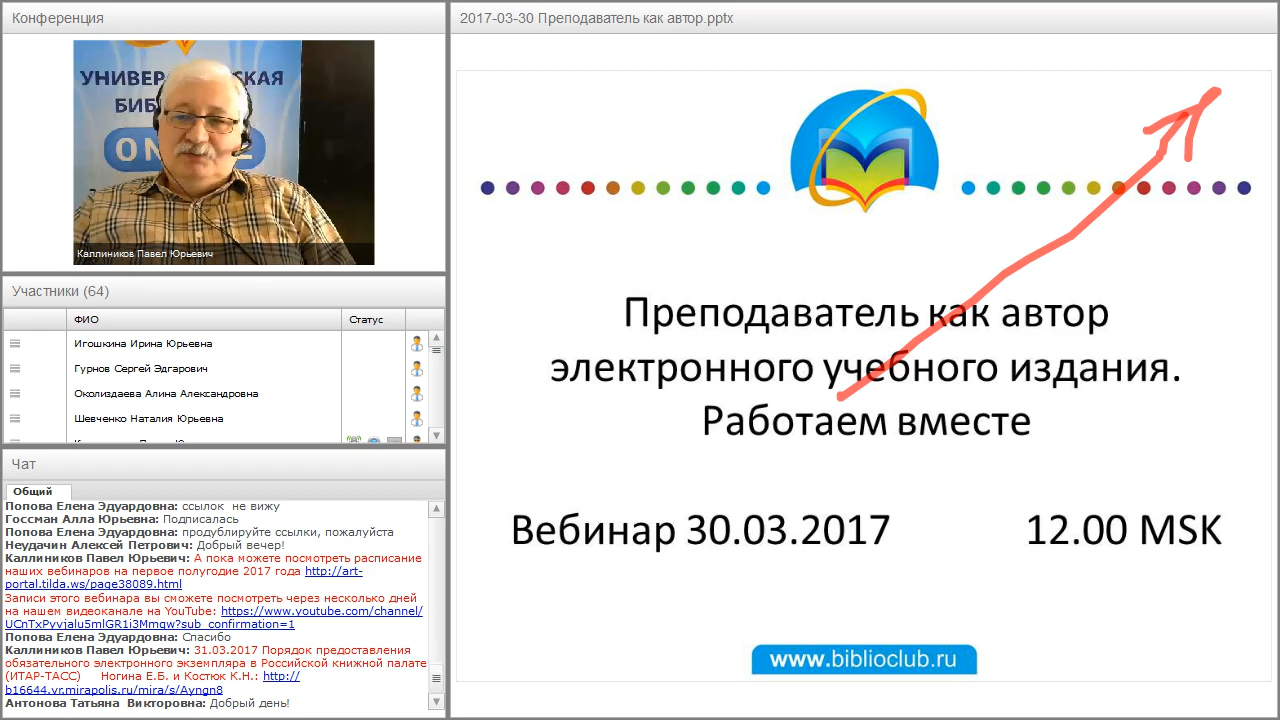 Конференция
УНИВЕР
СКАЯ
Каллиников Павел Юрьевич
Участники (64)
ФИО
Статус
Игошкина Ирина Юрьевна
Гурнов Сергей Эдгарович
Околиздаева Алина Александровна
Шевченко Наталия Юрьевна
Чат
Общий
Попова Елена Эдуардовна: ссылок не вижу
Госсман Алла Юрьевна: Подписалась
Попова Елена Эдуардовна: продублируйте ссылки, пожалуйста
Неудачин Алексей Петрович: Добрый вечер!
Каллиников Павел Юрьевич: А пока можете посмотреть расписание
наших вебинаров на первое полугодие 2017 года http://art-
portal.tilda.ws/page38089.html
Записи этого вебинара вы сможете посмотреть через несколько дней
на нашем видеоканале на YouTube: https://www.youtube.com/channel/
UCnTxPyvjalu5mlGR1i3Mmqw?sub_confirmation=1
Попова Елена Эдуардовна: Спасибо
Каллиников Павел Юрьевич: 31.03.2017 Порядок предоставления
обязательного электронного экземпляра в Российской книжной палате
(ИТАР-ТАСС) Ногина Е.Б. и Костюк К.Н.: http://
b16644.vr.mirapolis.ru/mira/s/Ayngn8
Антонова Татьяна Викторовна: Добрый день!
2017-03-30 Преподаватель как автор.pptx
Преподаватель как автор
электронного учебного издания.
Работаем вместе
Вебинар 30.03.2017 12.00 MSK
www.biblioclub.ru